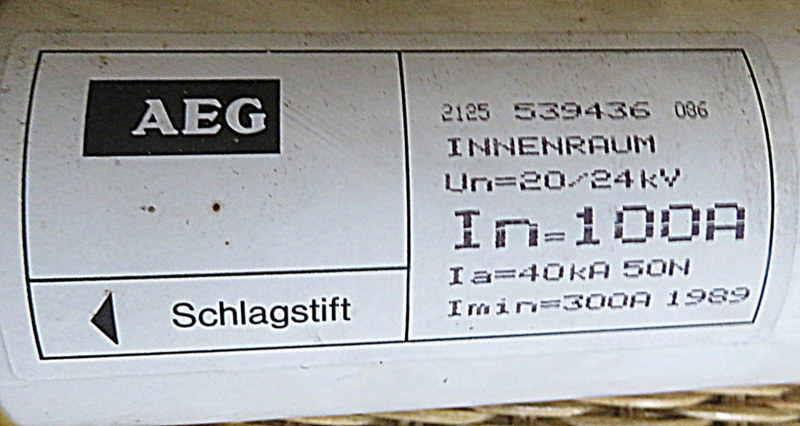 AEG
Schlagstift
2125 539436 086
INNENRAUM
Un=20/24kV
In=100A
Ia=40kA 50N
Imin=300A 1989